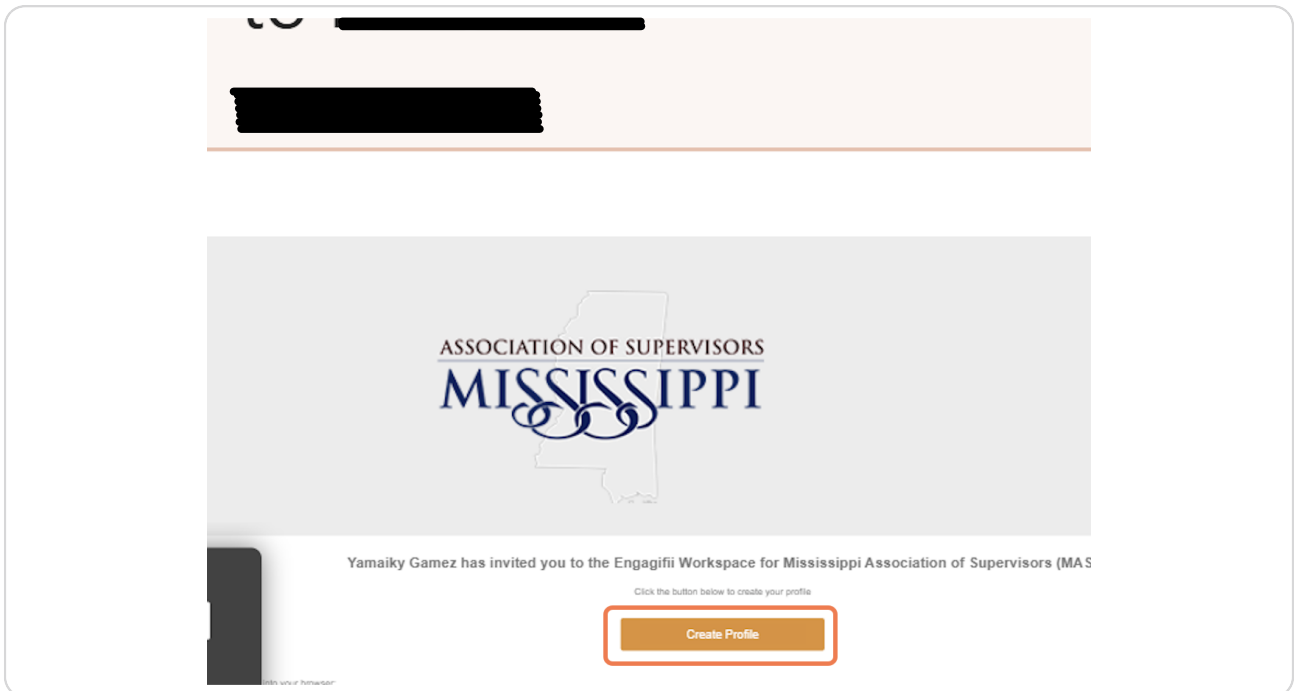 to
ASSOCIATION OF SUPERVISORS
MISSISSIPPI
Yamaiky Gamez has invited you to the Engagifii Workspace for Mississippi Association of Supervisors (MAS
Click the button below to create your profile
Create Profile
into your browser: